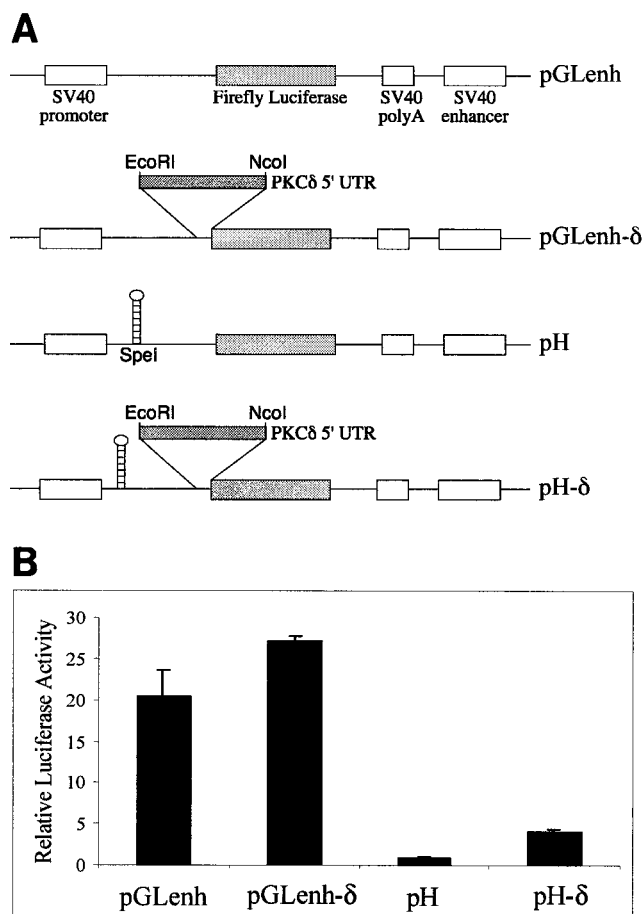 A
pGLenh
SV40 promoter
Firefly Luciferase
SV40 polyA
SV40 enhancer
EcoRI
NcoI
PKCδ 5' UTR
pGLenh-δ
SpeI
pH
EcoRI
NcoI
PKCδ 5' UTR
pH-δ
B
Relative Luciferase Activity
30
25
20
15
10
5
0
pGLenh
pGLenh-δ
pH
pH-δ